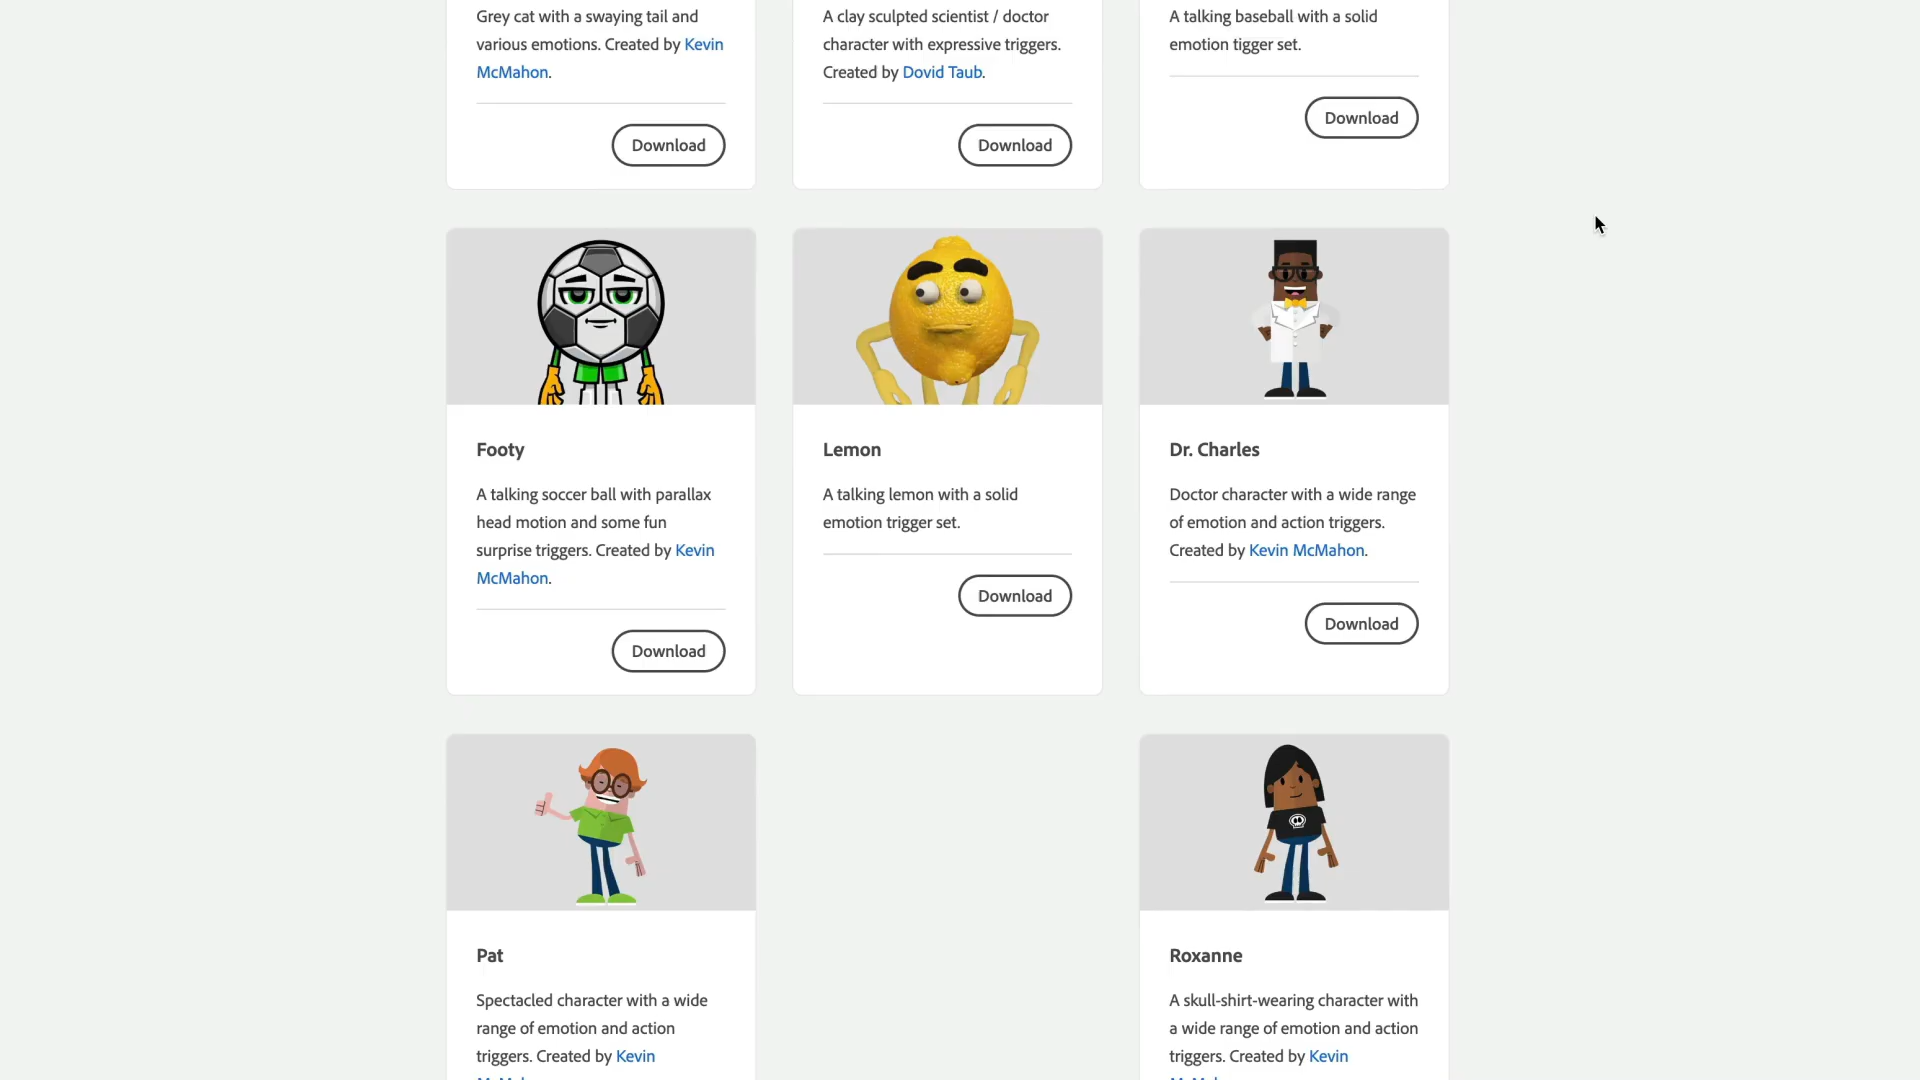 Grey cat with a swaying tail and
various emotions. Created by Kevin
McMahon.
Download
A clay sculpted scientist / doctor
character with expressive triggers.
Created by Dovid Taub.
Download
A talking baseball with a solid
emotion tigger set.
Download
Footy
A talking soccer ball with parallax
head motion and some fun
surprise triggers. Created by Kevin
McMahon.
Download
Lemon
A talking lemon with a solid
emotion trigger set.
Download
Dr. Charles
Doctor character with a wide range
of emotion and action triggers.
Created by Kevin McMahon.
Download
Pat
Spectacled character with a wide
range of emotion and action
triggers. Created by Kevin
Roxanne
A skull-shirt-wearing character with
a wide range of emotion and action
triggers. Created by Kevin